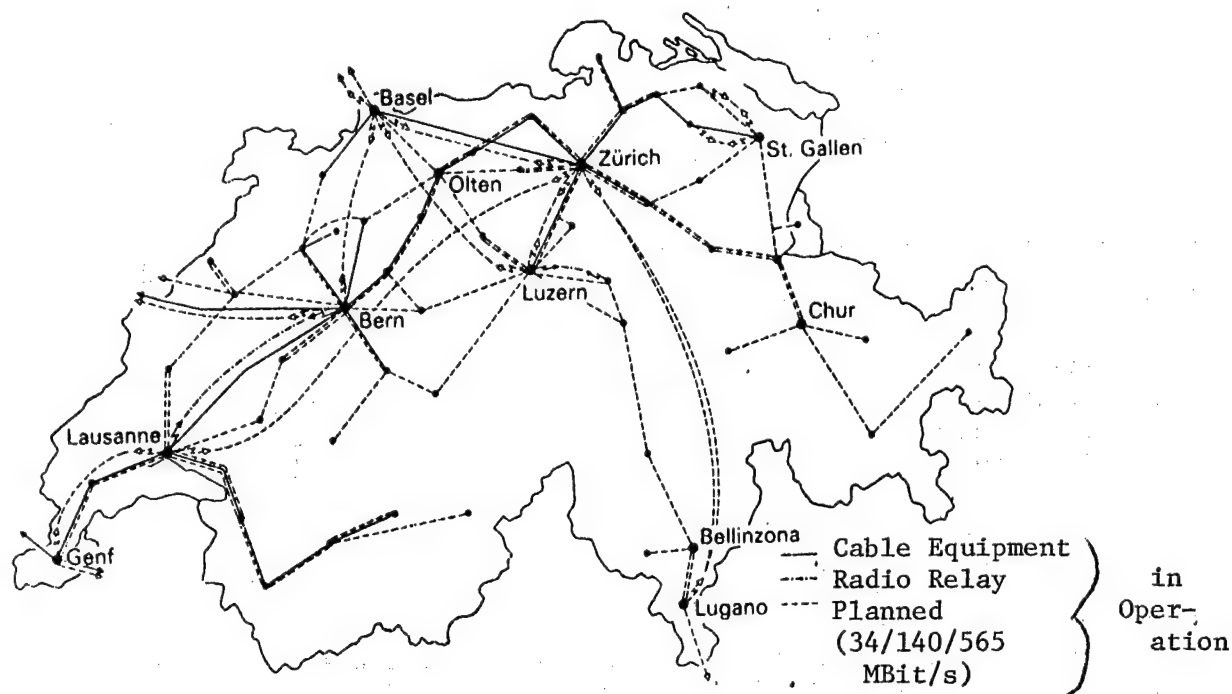 Basel
Zürich
St. Gallen
Olten
Luzern
Bern
Chur
Lausanne
Genf
Bellinzona
Lugano
Cable Equipment
Radio Relay
Planned
(34/140/565
MBit/s)
in
Oper-
ation